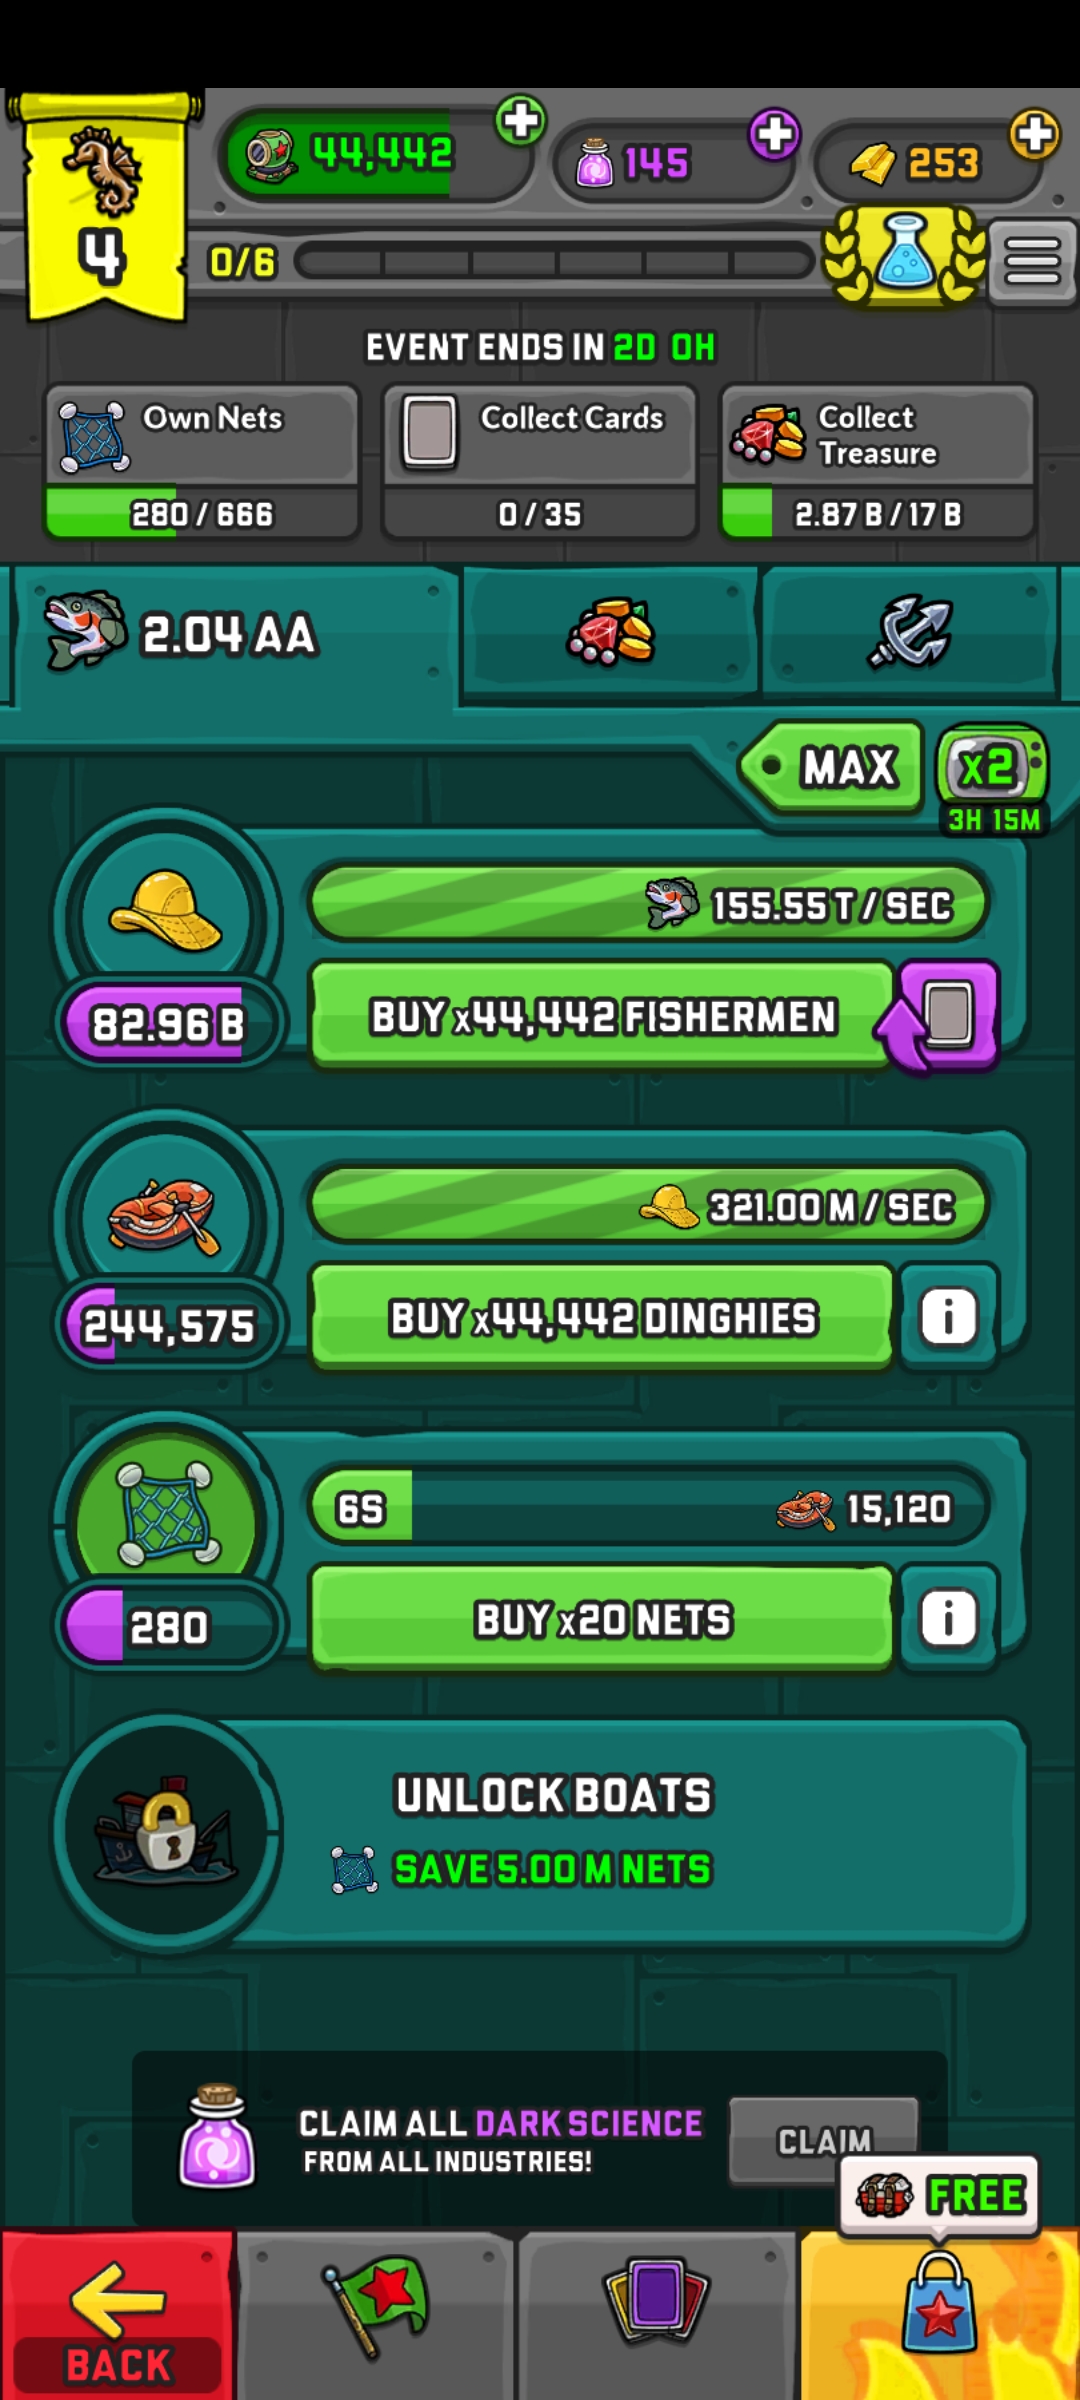 44,442
145
253
4
0/6
EVENT ENDS IN 2D 0H
Own Nets
280 / 666
Collect Cards
0 / 35
Collect Treasure
2.87 B / 17 B
2.04 AA
MAX
x2
3H 15M
155.55 T / SEC
82.96 B
BUY x44,442 FISHERMEN
321.00 M / SEC
244,575
BUY x44,442 DINGHIES
i
6S
15,120
280
BUY x20 NETS
i
UNLOCK BOATS
SAVE 5.00 M NETS
CLAIM ALL DARK SCIENCE
FROM ALL INDUSTRIES!
CLAIM
FREE
BACK